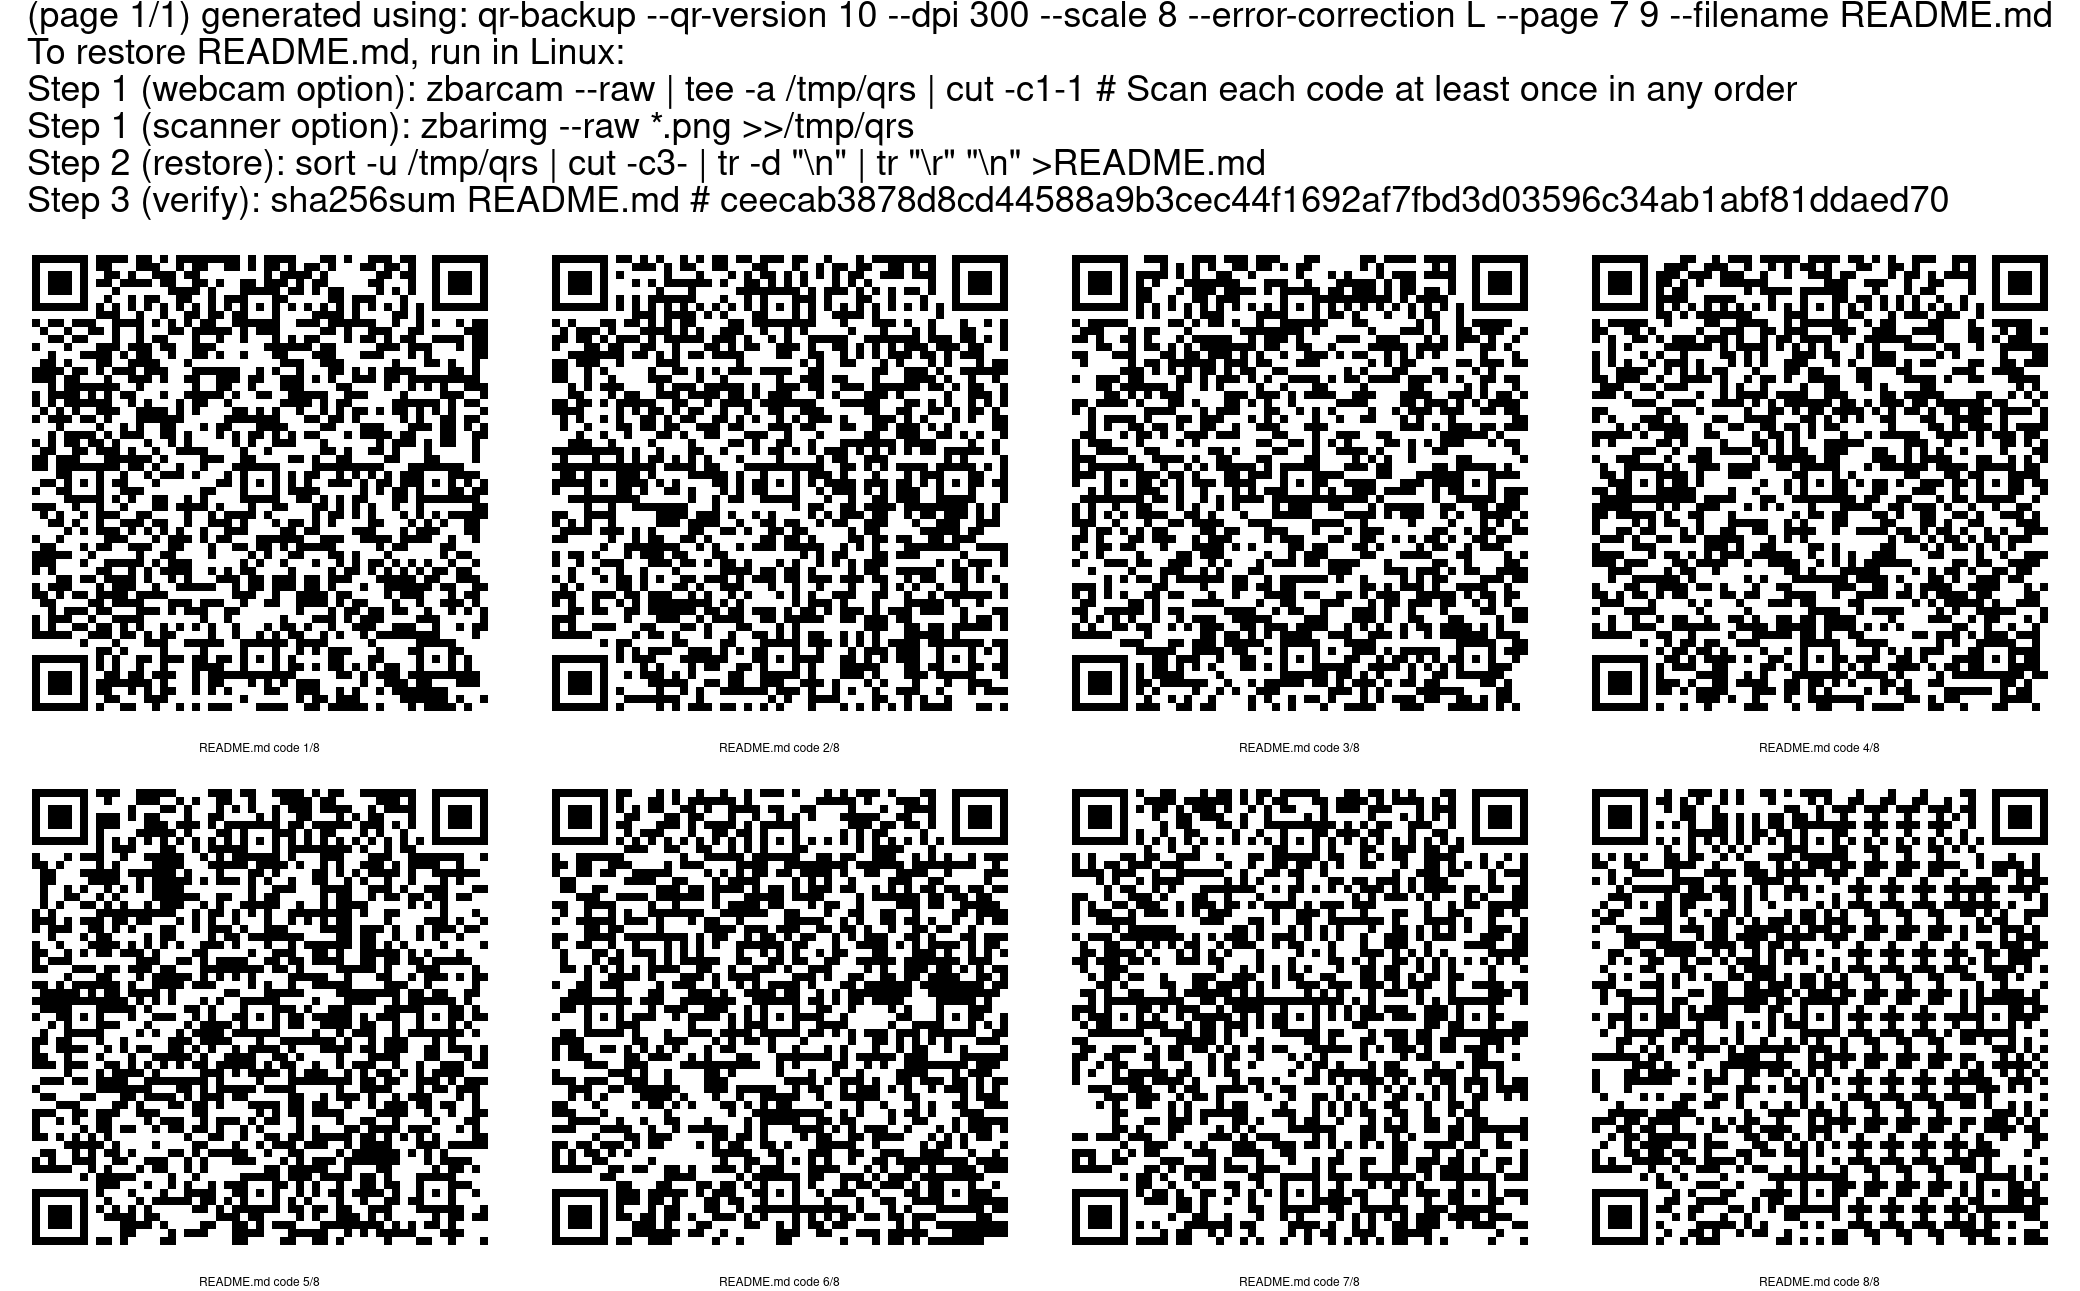 (page 1/1) generated using: qr-backup --qr-version 10 --dpi 300 --scale 8 --error-correction L --page 7 9 --filename README.md
To restore README.md, run in Linux:
Step 1 (webcam option): zbarcam --raw | tee -a /tmp/qrs | cut -c1-1 # Scan each code at least once in any order
Step 1 (scanner option): zbarimg --raw *.png >>/tmp/qrs
Step 2 (restore): sort -u /tmp/qrs | cut -c3- | tr -d "\n" | tr "\r" "\n" >README.md
Step 3 (verify): sha256sum README.md # ceecab3878d8cd44588a9b3cec44f1692af7fbd3d03596c34ab1abf81ddaed70
README.md code 1/8
README.md code 2/8
README.md code 3/8
README.md code 4/8
README.md code 5/8
README.md code 6/8
README.md code 7/8
README.md code 8/8